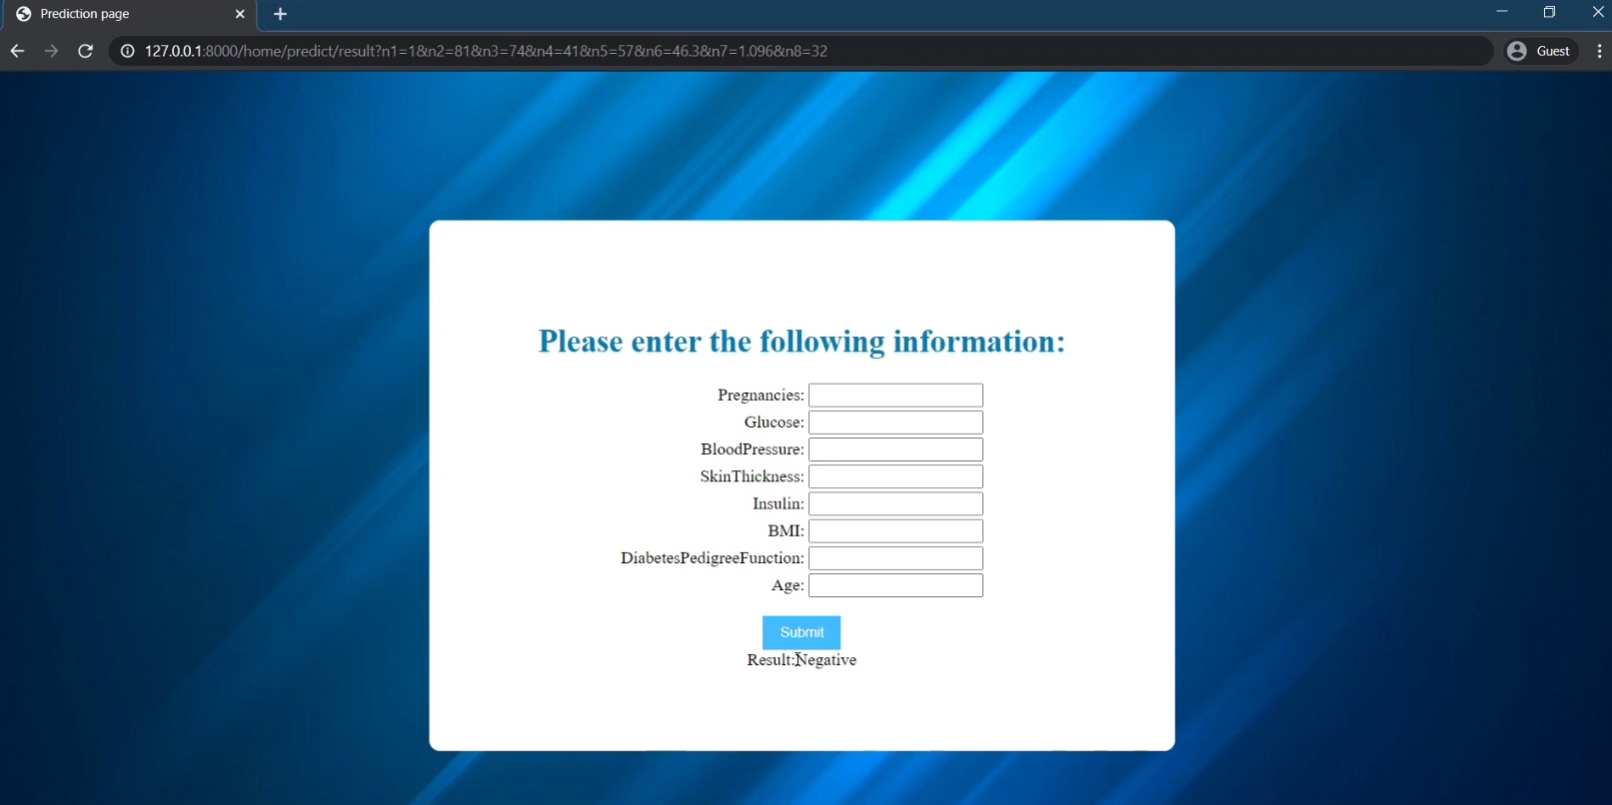 Prediction page
127.0.0.1:8000/home/predict/result?n1=1&n2=81&n3=74&n4=41&n5=57&n6=46.3&n7=1.096&n8=32
Guest
Please enter the following information:
Pregnancies:
Glucose:
BloodPressure:
SkinThickness:
Insulin:
BMI:
DiabetesPedigreeFunction:
Age:
Submit
Result:Negative